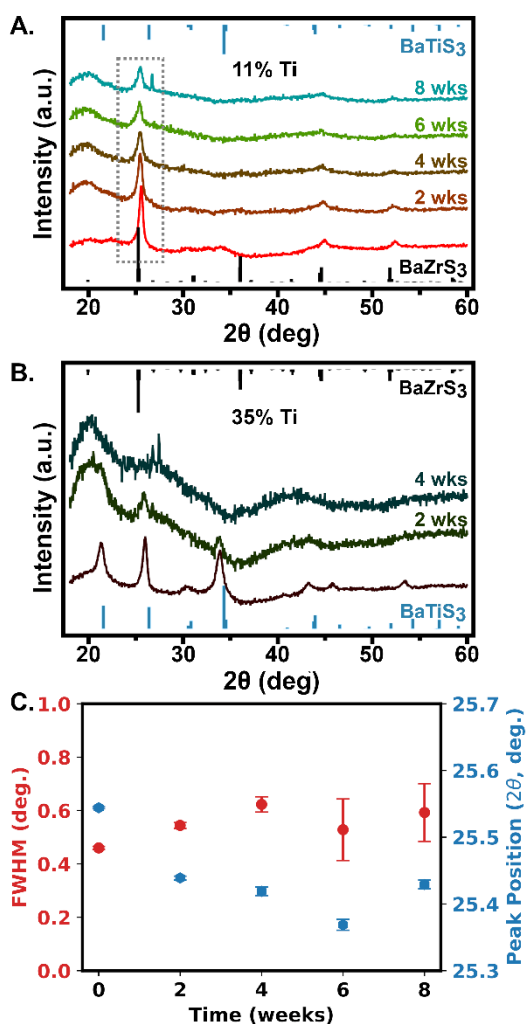 A.
BaTiS3
11% Ti
8 wks
6 wks
4 wks
2 wks
BaZrS3
Intensity (a.u.)
20 30 40 50 60
2θ (deg)
B.
BaZrS3
35% Ti
4 wks
2 wks
BaTiS3
Intensity (a.u.)
20 30 40 50 60
2θ (deg)
C.
1.0
0.8
0.6
0.4
0.2
0.0
FWHM (deg.)
25.7
25.6
25.5
25.4
25.3
Peak Position (2θ, deg.)
0 2 4 6 8
Time (weeks)